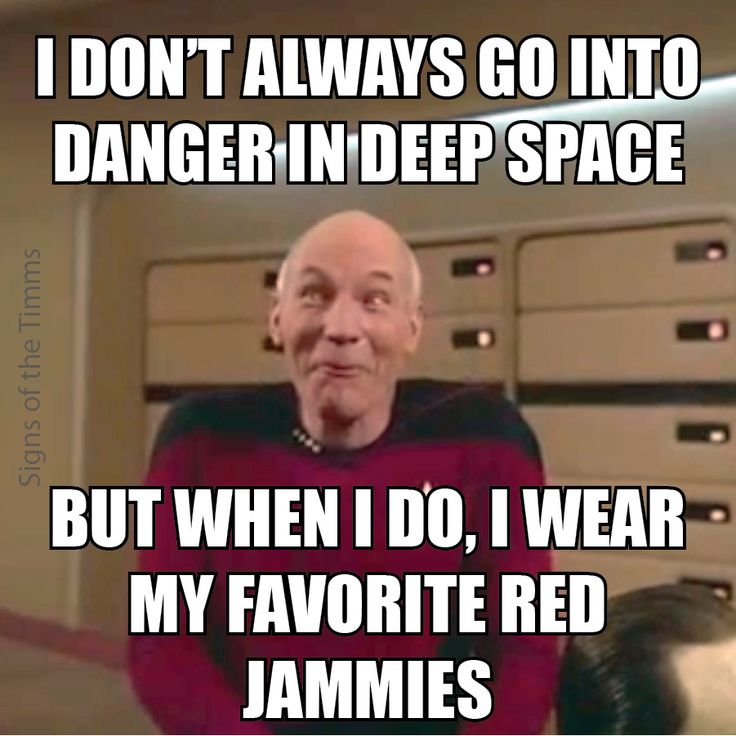 I DON'T ALWAYS GO INTO
DANGER IN DEEP SPACE
Signs of the Timms
BUT WHEN I DO, I WEAR
MY FAVORITE RED
JAMMIES